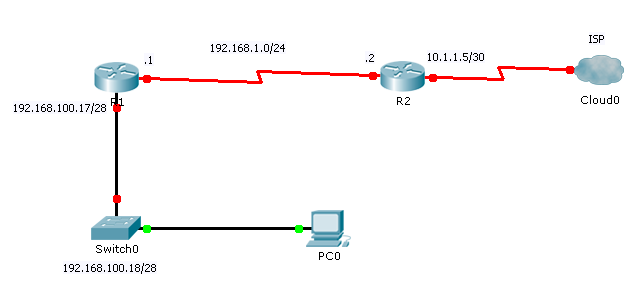 ISP
192.168.1.0/24
.1
.2
10.1.1.5/30
R1
R2
Cloud0
192.168.100.17/28
Switch0
PC0
192.168.100.18/28